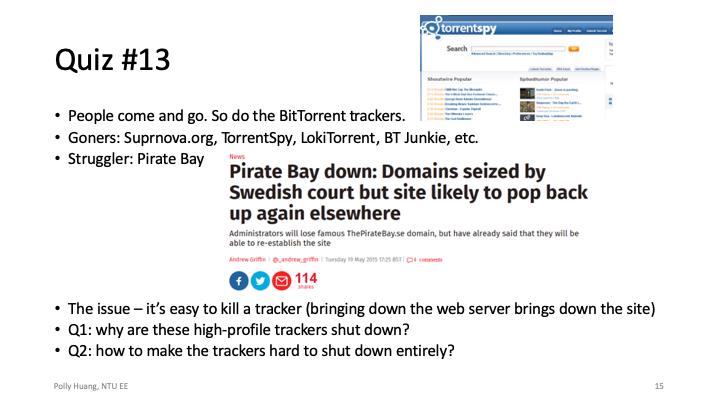 torrentspy
Search
Quiz #13
Shoutwire Popular
Spikedhumor Popular
• People come and go. So do the BitTorrent trackers.
• Goners: Suprnova.org, TorrentSpy, LokiTorrent, BT Junkie, etc.
• Struggler: Pirate Bay
News
Pirate Bay down: Domains seized by
Swedish court but site likely to pop back
up again elsewhere
Administrators will lose famous ThePirateBay.se domain, but have already said that they will be
able to re-establish the site
Andrew Griffin | @_andrew_griffin | Tuesday 19 May 2015 17:25 BST | 4 comments
114
shares
• The issue – it’s easy to kill a tracker (bringing down the web server brings down the site)
• Q1: why are these high-profile trackers shut down?
• Q2: how to make the trackers hard to shut down entirely?
Polly Huang, NTU EE
15